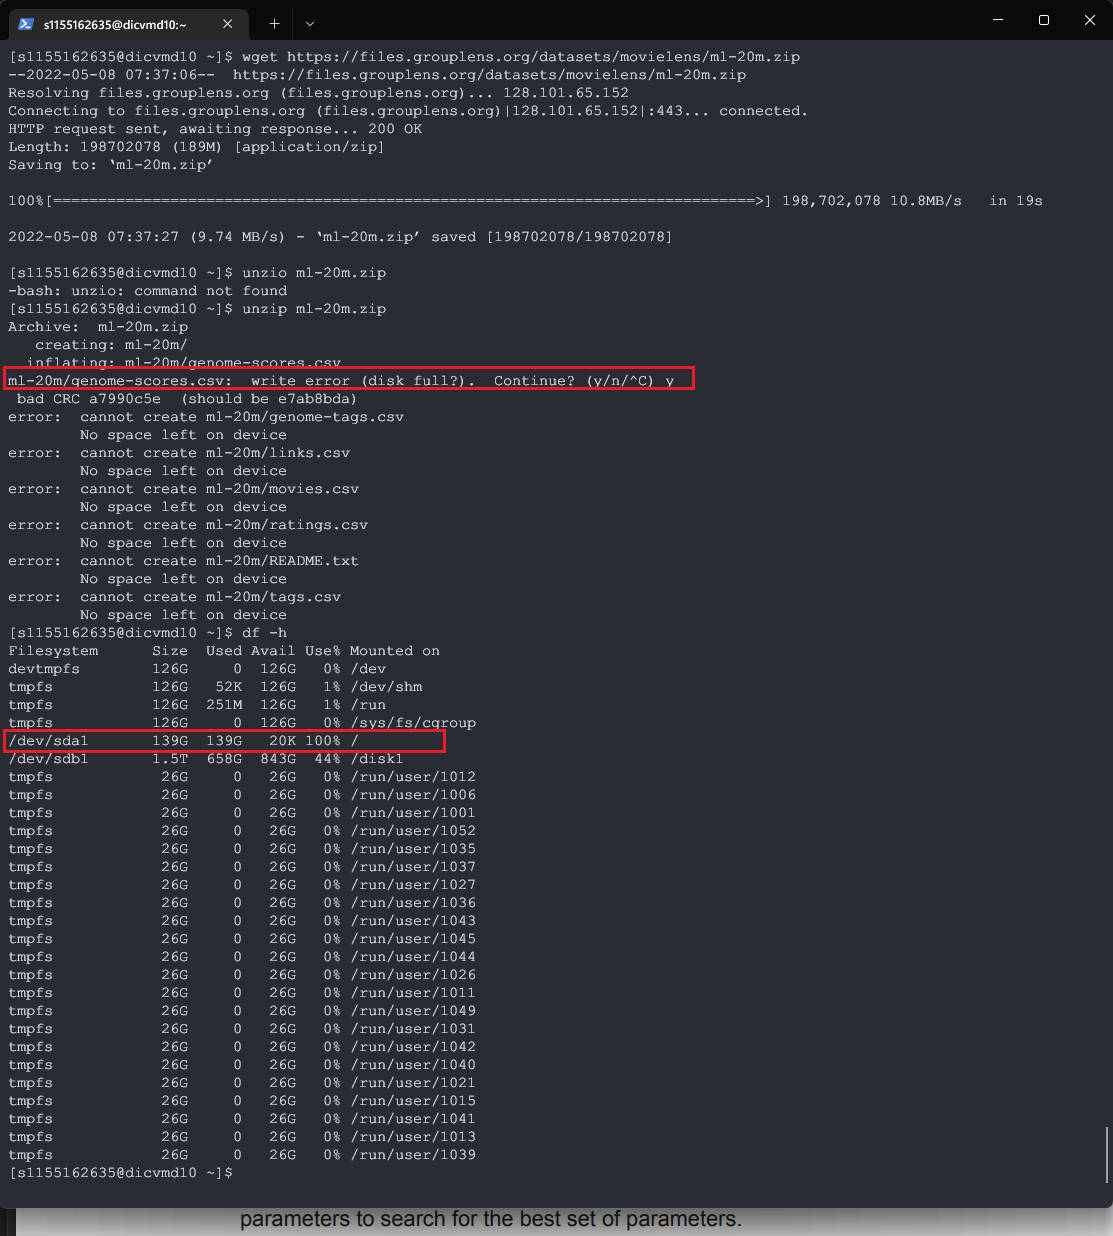 s1155162635@dicvmd10:~
[s1155162635@dicvmd10 ~]$ wget https://files.grouplens.org/datasets/movielens/ml-20m.zip
--2022-05-08 07:37:06--  https://files.grouplens.org/datasets/movielens/ml-20m.zip
Resolving files.grouplens.org (files.grouplens.org)... 128.101.65.152
Connecting to files.grouplens.org (files.grouplens.org)|128.101.65.152|:443... connected.
HTTP request sent, awaiting response... 200 OK
Length: 198702078 (189M) [application/zip]
Saving to: ‘ml-20m.zip’
100%[==============================================================================>] 198,702,078 10.8MB/s   in 19s
2022-05-08 07:37:27 (9.74 MB/s) - ‘ml-20m.zip’ saved [198702078/198702078]
[s1155162635@dicvmd10 ~]$ unzio ml-20m.zip
-bash: unzio: command not found
[s1155162635@dicvmd10 ~]$ unzip ml-20m.zip
Archive:  ml-20m.zip
   creating: ml-20m/
  inflating: ml-20m/genome-scores.csv
ml-20m/genome-scores.csv:  write error (disk full?).  Continue? (y/n/^C) y
 bad CRC a7990c5e  (should be e7ab8bda)
error:  cannot create ml-20m/genome-tags.csv
        No space left on device
error:  cannot create ml-20m/links.csv
        No space left on device
error:  cannot create ml-20m/movies.csv
        No space left on device
error:  cannot create ml-20m/ratings.csv
        No space left on device
error:  cannot create ml-20m/README.txt
        No space left on device
error:  cannot create ml-20m/tags.csv
        No space left on device
[s1155162635@dicvmd10 ~]$ df -h
Filesystem      Size  Used Avail Use% Mounted on
devtmpfs        126G     0  126G   0% /dev
tmpfs           126G   52K  126G   1% /dev/shm
tmpfs           126G  251M  126G   1% /run
tmpfs           126G     0  126G   0% /sys/fs/cgroup
/dev/sda1       139G  139G   20K 100% /
/dev/sdb1       1.5T  658G  843G  44% /disk1
tmpfs            26G     0   26G   0% /run/user/1012
tmpfs            26G     0   26G   0% /run/user/1006
tmpfs            26G     0   26G   0% /run/user/1001
tmpfs            26G     0   26G   0% /run/user/1052
tmpfs            26G     0   26G   0% /run/user/1035
tmpfs            26G     0   26G   0% /run/user/1037
tmpfs            26G     0   26G   0% /run/user/1027
tmpfs            26G     0   26G   0% /run/user/1036
tmpfs            26G     0   26G   0% /run/user/1043
tmpfs            26G     0   26G   0% /run/user/1045
tmpfs            26G     0   26G   0% /run/user/1044
tmpfs            26G     0   26G   0% /run/user/1026
tmpfs            26G     0   26G   0% /run/user/1011
tmpfs            26G     0   26G   0% /run/user/1049
tmpfs            26G     0   26G   0% /run/user/1031
tmpfs            26G     0   26G   0% /run/user/1042
tmpfs            26G     0   26G   0% /run/user/1040
tmpfs            26G     0   26G   0% /run/user/1021
tmpfs            26G     0   26G   0% /run/user/1015
tmpfs            26G     0   26G   0% /run/user/1041
tmpfs            26G     0   26G   0% /run/user/1013
tmpfs            26G     0   26G   0% /run/user/1039
[s1155162635@dicvmd10 ~]$
parameters to search for the best set of parameters.